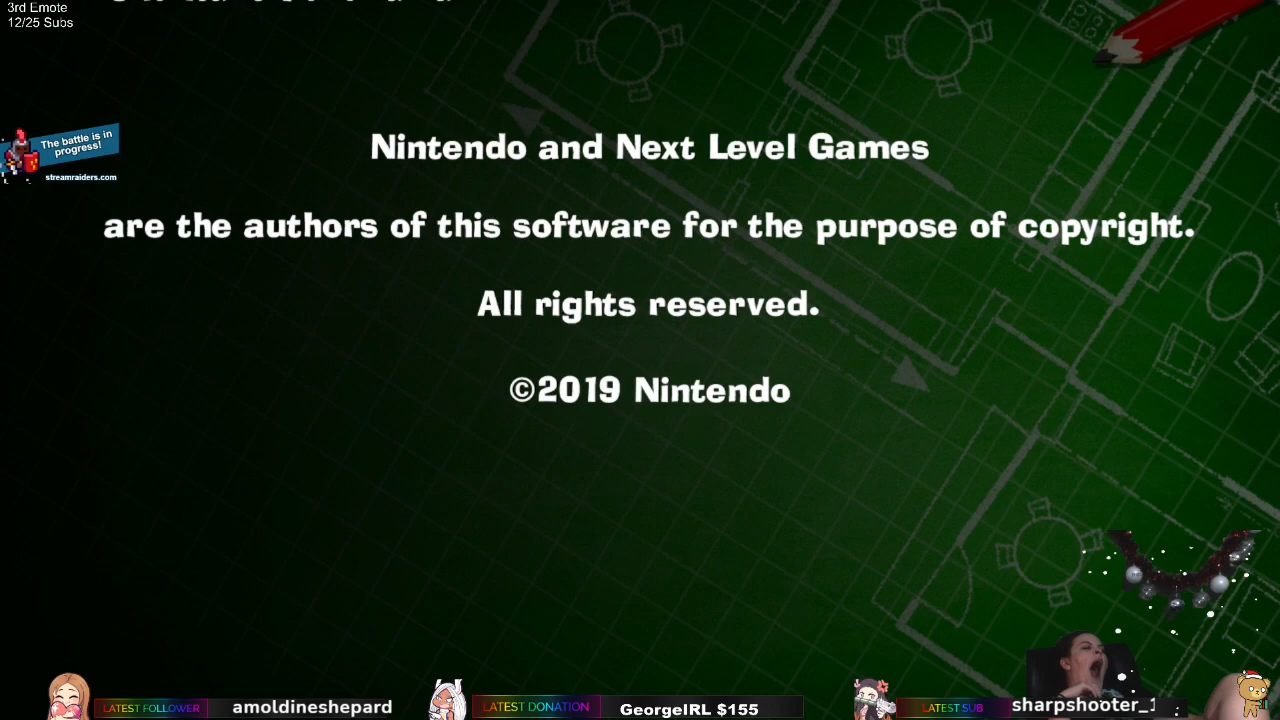 3rd Emote
12/25 Subs
The battle is in
progress!
streamraiders.com
Nintendo and Next Level Games
are the authors of this software for the purpose of copyright.
All rights reserved.
©2019 Nintendo
LATEST FOLLOWER
amoldineshepard
LATEST DONATION
GeorgeIRL $155
LATEST SUB
sharpshooter_1